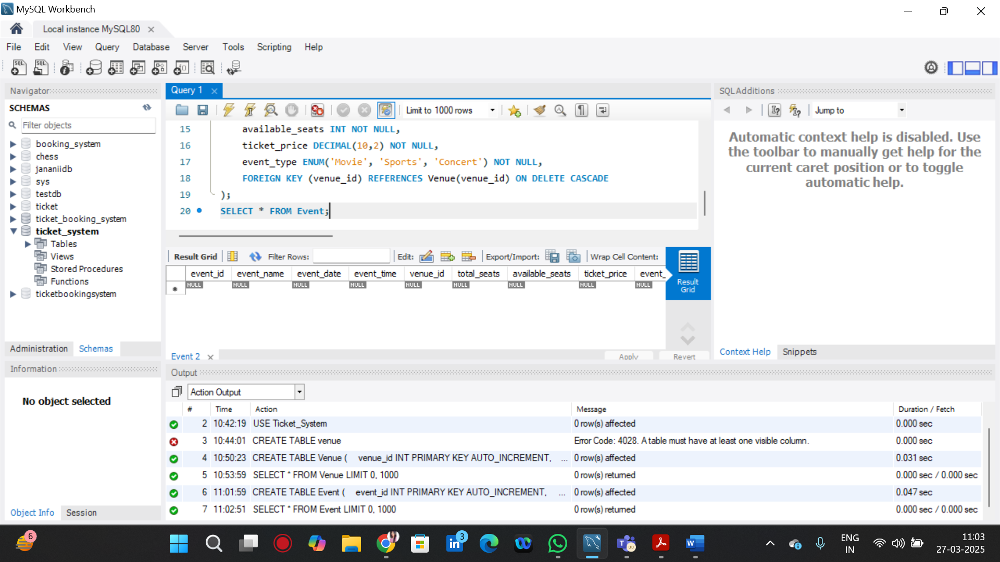 MySQL Workbench
Local instance MySQL80
File Edit View Query Database Server Tools Scripting Help
Navigator
SCHEMAS
Filter objects
booking_system
chess
jananiidb
sys
testdb
ticket
ticket_booking_system
ticket_system
Tables
Views
Stored Procedures
Functions
ticketbookingsystem
Administration Schemas
Information
No object selected
Object Info Session
Query 1
Limit to 1000 rows
15 available_seats INT NOT NULL,
16 ticket_price DECIMAL(10,2) NOT NULL,
17 event_type ENUM('Movie', 'Sports', 'Concert') NOT NULL,
18 FOREIGN KEY (venue_id) REFERENCES Venue(venue_id) ON DELETE CASCADE
19 );
20 SELECT * FROM Event;
Result Grid Filter Rows: Edit: Export/Import: Wrap Cell Content:
event_id event_name event_date event_time venue_id total_seats available_seats ticket_price event_
NULL NULL NULL NULL NULL NULL NULL NULL NULL
Result
Grid
Event 2 Apply Revert
SQLAdditions
Jump to
Automatic context help is disabled. Use
the toolbar to manually get help for the
current caret position or to toggle
automatic help.
Context Help Snippets
Output
Action Output
# Time Action Message Duration / Fetch
2 10:42:19 USE Ticket_System 0 row(s) affected 0.000 sec
3 10:44:01 CREATE TABLE venue Error Code: 4028. A table must have at least one visible column. 0.000 sec
4 10:50:23 CREATE TABLE Venue ( venue_id INT PRIMARY KEY AUTO_INCREMENT, ... 0 row(s) affected 0.031 sec
5 10:53:59 SELECT * FROM Venue LIMIT 0, 1000 0 row(s) returned 0.000 sec / 0.000 sec
6 11:01:59 CREATE TABLE Event ( event_id INT PRIMARY KEY AUTO_INCREMENT, ... 0 row(s) affected 0.047 sec
7 11:02:51 SELECT * FROM Event LIMIT 0, 1000 0 row(s) returned 0.000 sec / 0.000 sec
6
3
ENG
IN
11:03
27-03-2025